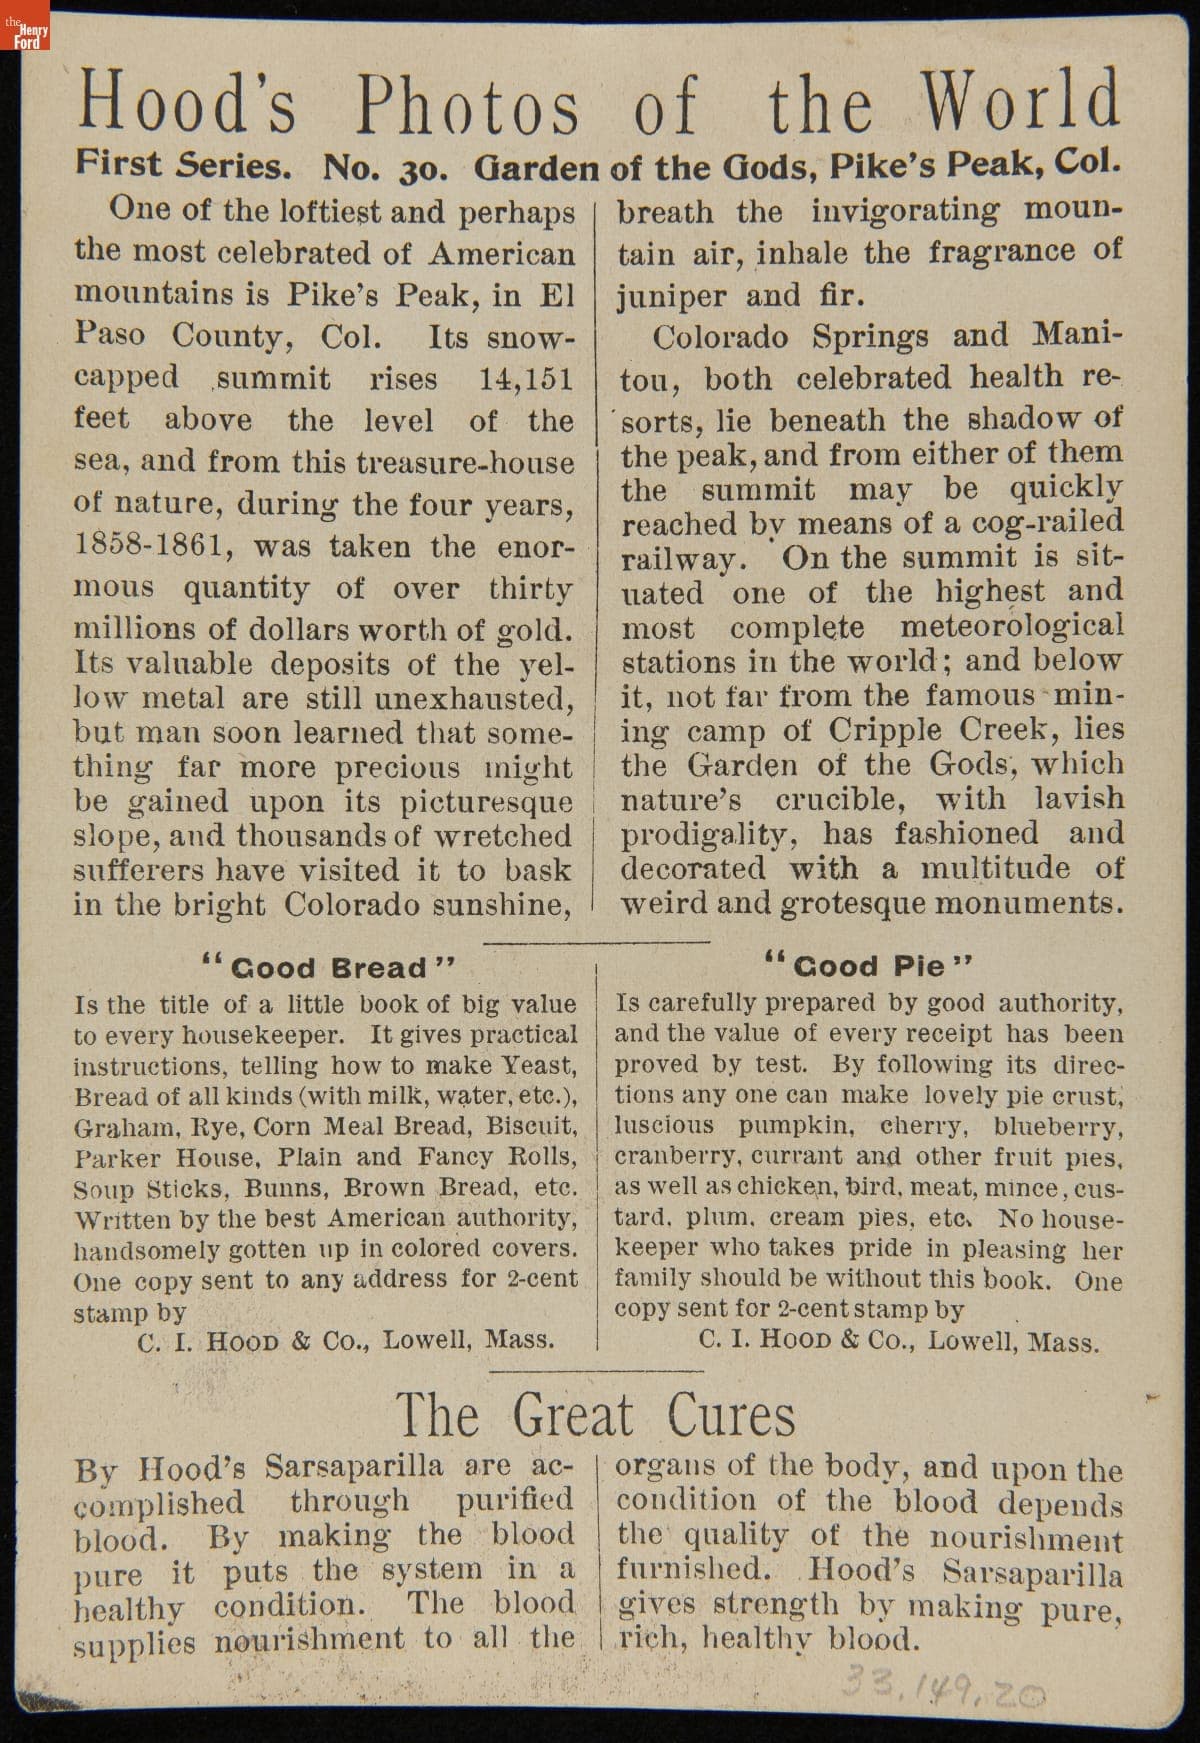 the
Henry
Ford
Hood's Photos of the World
First Series. No. 30. Garden of the Gods, Pike's Peak, Col.
One of the loftiest and perhaps
the most celebrated of American
mountains is Pike's Peak, in El
Paso County, Col. Its snow-
capped summit rises 14,151
feet above the level of the
sea, and from this treasure-house
of nature, during the four years,
1858-1861, was taken the enor-
mous quantity of over thirty
millions of dollars worth of gold.
Its valuable deposits of the yel-
low metal are still unexhausted,
but man soon learned that some-
thing far more precious might
be gained upon its picturesque
slope, and thousands of wretched
sufferers have visited it to bask
in the bright Colorado sunshine,
breath the invigorating moun-
tain air, inhale the fragrance of
juniper and fir.
Colorado Springs and Mani-
tou, both celebrated health re-
sorts, lie beneath the shadow of
the peak, and from either of them
the summit may be quickly
reached by means of a cog-railed
railway. On the summit is sit-
uated one of the highest and
most complete meteorological
stations in the world; and below
it, not far from the famous min-
ing camp of Cripple Creek, lies
the Garden of the Gods, which
nature's crucible, with lavish
prodigality, has fashioned and
decorated with a multitude of
weird and grotesque monuments.
"Good Bread"
Is the title of a little book of big value
to every housekeeper. It gives practical
instructions, telling how to make Yeast,
Bread of all kinds (with milk, water, etc.),
Graham, Rye, Corn Meal Bread, Biscuit,
Parker House, Plain and Fancy Rolls,
Soup Sticks, Bunns, Brown Bread, etc.
Written by the best American authority,
handsomely gotten up in colored covers.
One copy sent to any address for 2-cent
stamp by
C. I. HOOD & CO., Lowell, Mass.
"Good Pie"
Is carefully prepared by good authority,
and the value of every receipt has been
proved by test. By following its direc-
tions any one can make lovely pie crust,
luscious pumpkin, cherry, blueberry,
cranberry, currant and other fruit pies,
as well as chicken, bird, meat, mince, cus-
tard, plum, cream pies, etc. No house-
keeper who takes pride in pleasing her
family should be without this book. One
copy sent for 2-cent stamp by
C. I. HOOD & CO., Lowell, Mass.
The Great Cures
By Hood's Sarsaparilla are ac-
complished through purified
blood. By making the blood
pure it puts the system in a
healthy condition. The blood
supplies nourishment to all the
organs of the body, and upon the
condition of the blood depends
the quality of the nourishment
furnished. Hood's Sarsaparilla
gives strength by making pure,
rich, healthy blood.
33.149.20